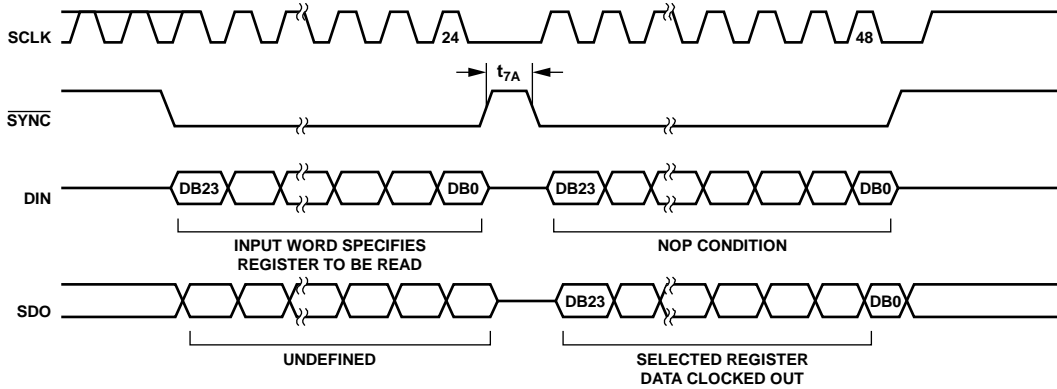 SCLK
24
48
t7A
SYNC
DIN
DB23
DB0
DB23
DB0
INPUT WORD SPECIFIES
REGISTER TO BE READ
NOP CONDITION
SDO
DB23
DB0
UNDEFINED
SELECTED REGISTER
DATA CLOCKED OUT